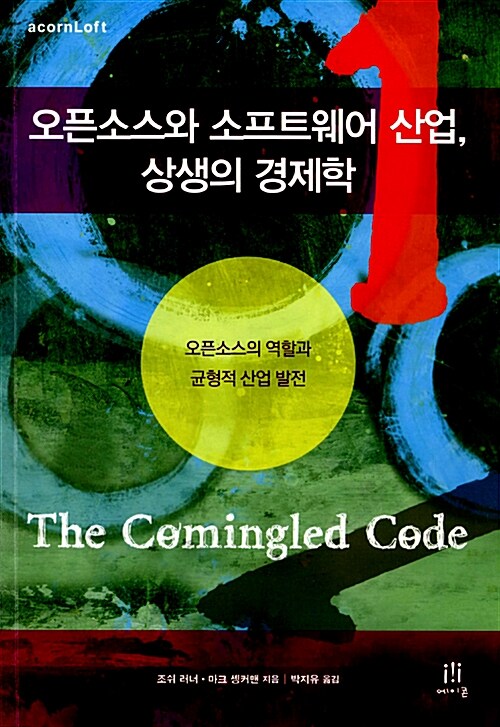 acornLoft
오픈소스와 소프트웨어 산업,
상생의 경제학
1
오픈소스의 역할과
균형적 산업 발전
The Comingled Code
조쉬 러너 • 마크 섕커맨 지음 | 박지유 옮김
에이콘